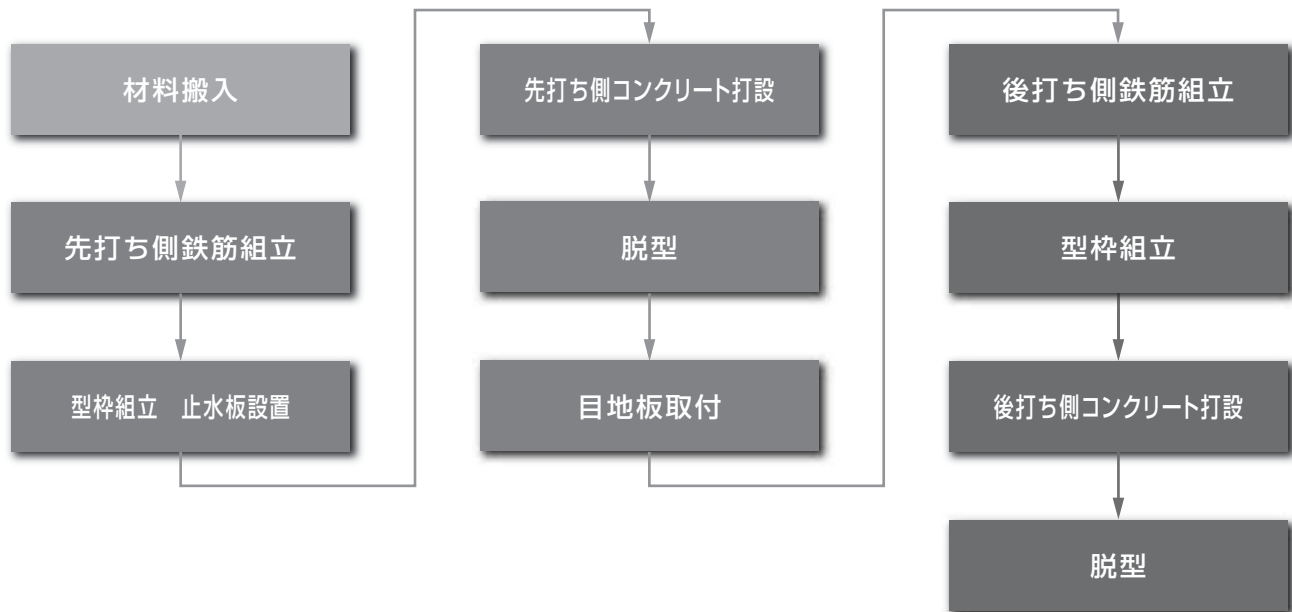 材料搬入
先打ち側鉄筋組立
型枠組立　止水板設置
先打ち側コンクリート打設
脱型
目地板取付
後打ち側鉄筋組立
型枠組立
後打ち側コンクリート打設
脱型